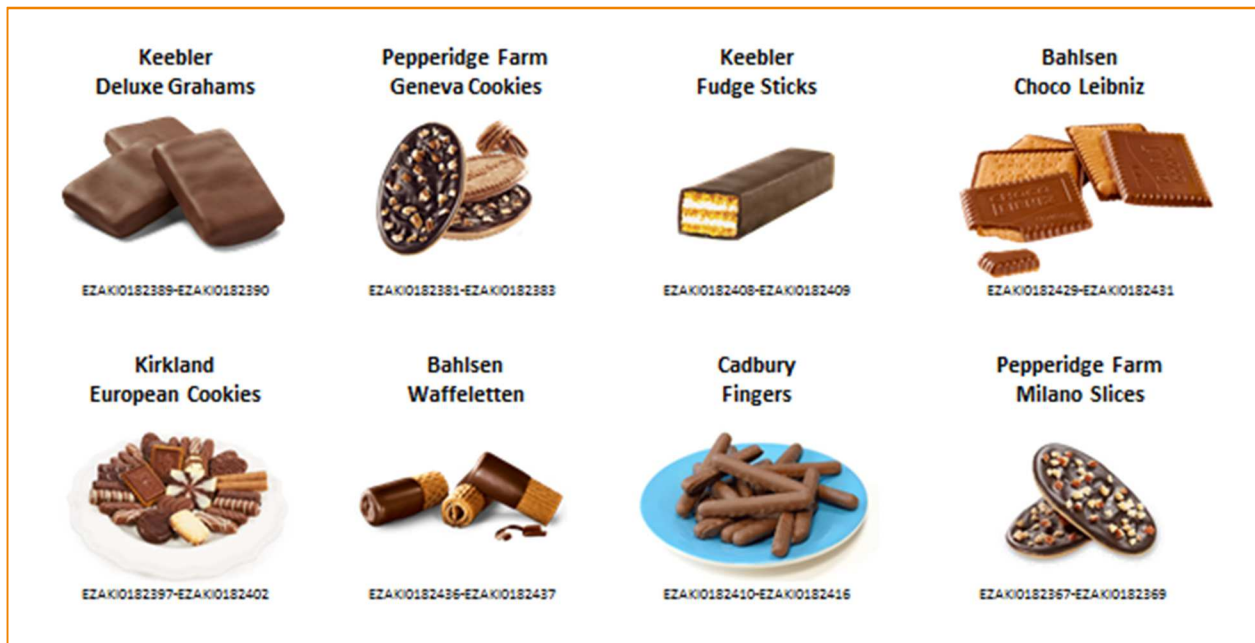 Keebler
Deluxe Grahams
Pepperidge Farm
Geneva Cookies
Keebler
Fudge Sticks
Bahlsen
Choco Leibniz
EZAKI0182389-EZAKI0182390
EZAKI0182381-EZAKI0182383
EZAKI0182408-EZAKI0182409
EZAKI0182429-EZAKI0182431
Kirkland
European Cookies
Bahlsen
Waffeletten
Cadbury
Fingers
Pepperidge Farm
Milano Slices
EZAKI0182397-EZAKI0182402
EZAKI0182436-EZAKI0182437
EZAKI0182410-EZAKI0182416
EZAKI0182367-EZAKI0182369